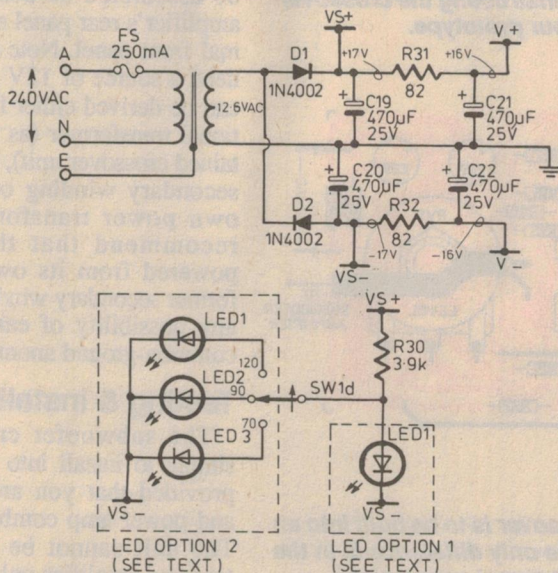 FS
250mA
A
240VAC
N
E
12·6VAC
VS+
D1
+17V
R31
+16V
V+
1N4002
82
C19
470µF
25V
C21
470µF
25V
C20
470µF
25V
C22
470µF
25V
D2
1N4002
R32
82
-17V
-16V
VS-
V-
LED1
120
LED2
90
SW1d
LED3
70
VS-
LED OPTION 2
(SEE TEXT)
VS+
R30
3·9k
LED1
VS-
LED OPTION 1
(SEE TEXT)